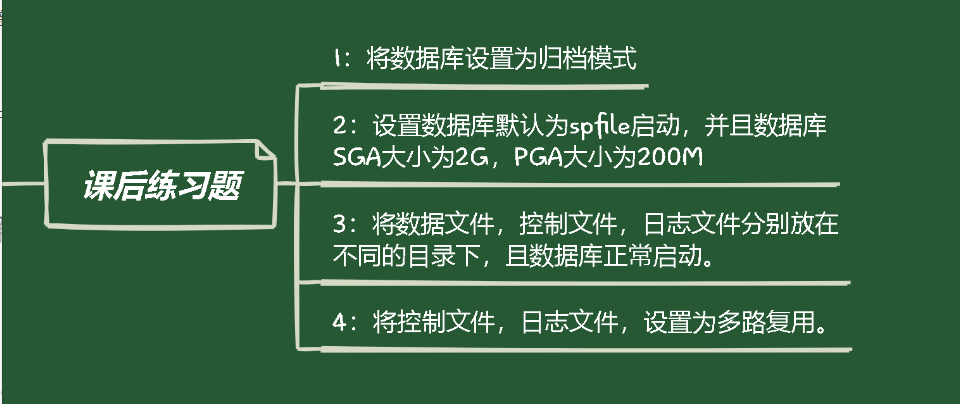 课后练习题
1：将数据库设置为归档模式
2：设置数据库默认为spfile启动，并且数据库
SGA大小为2G，PGA大小为200M
3：将数据文件，控制文件，日志文件分别放在
不同的目录下，且数据库正常启动。
4：将控制文件，日志文件，设置为多路复用。